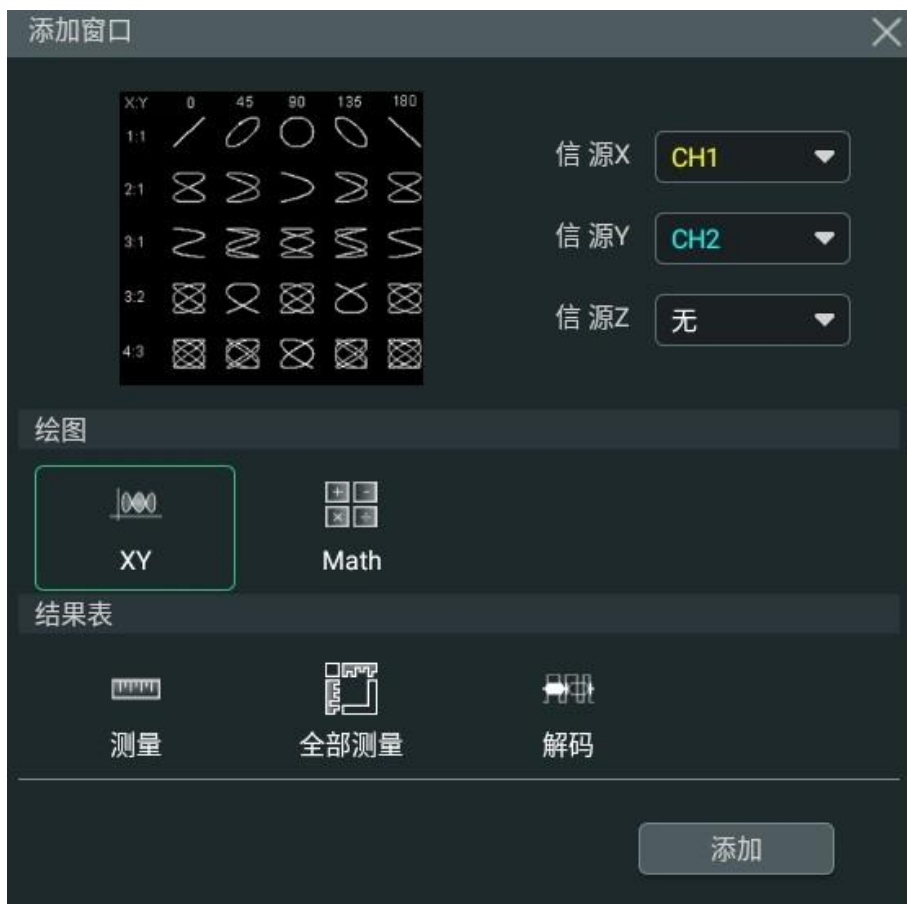 添加窗口
X:Y 0 45 90 135 180
1:1
2:1
3:1
3:2
4:3
信 源X CH1
信 源Y CH2
信 源Z 无
绘图
XY Math
结果表
测量 全部测量 解码
添加